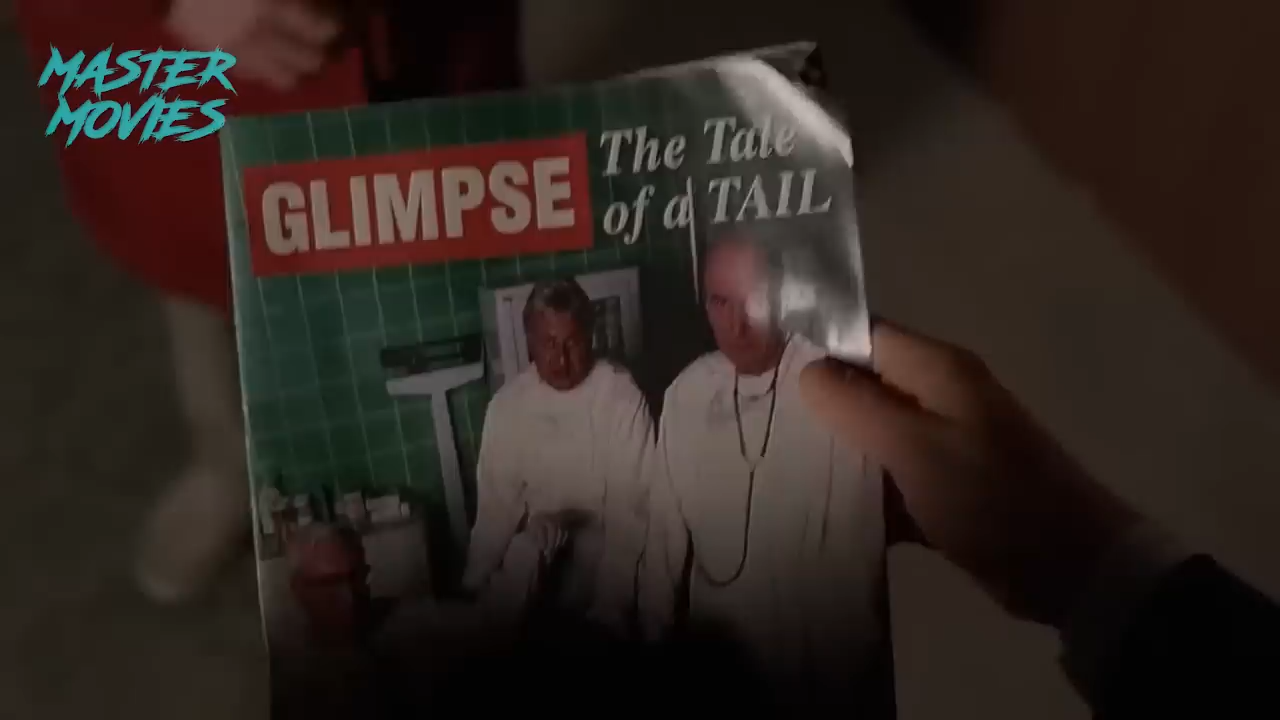 MASTER
MOVIES
GLIMPSE
The Tale
of a TAIL